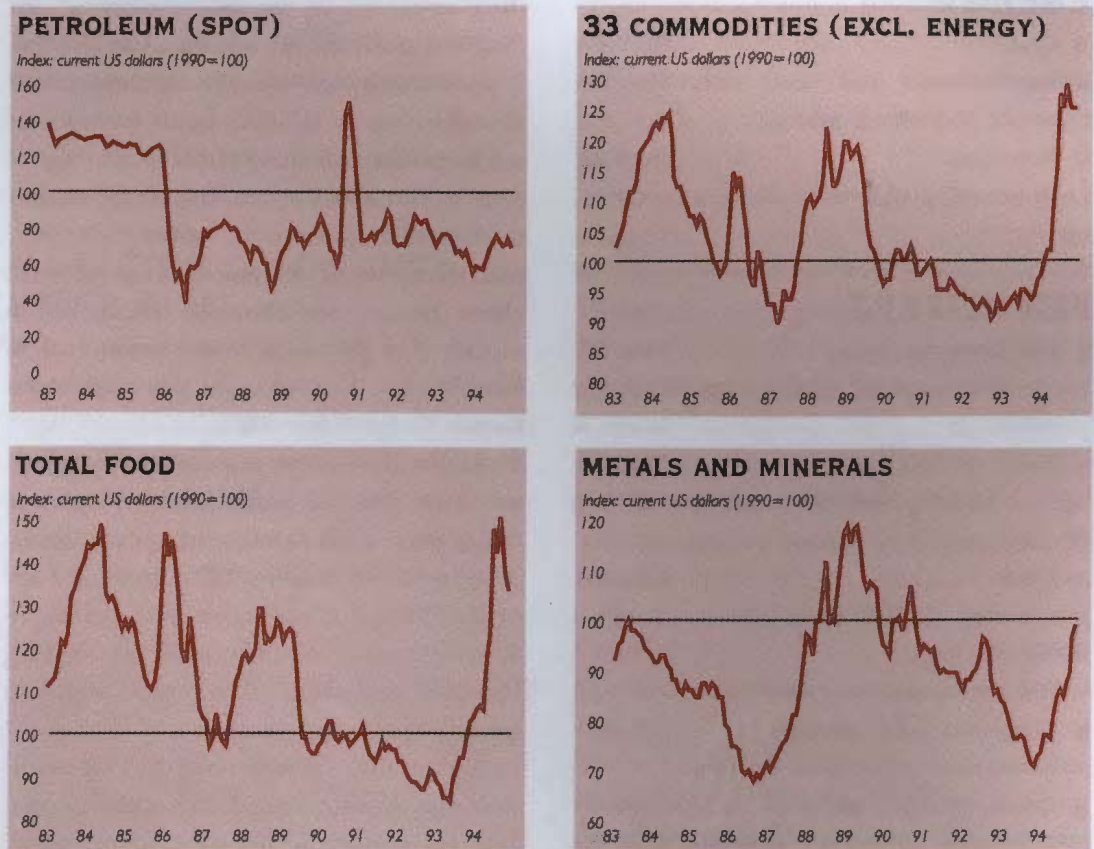 PETROLEUM (SPOT)
Index: current US dollars (1990=100)
160
140
120
100
80
60
40
20
0
83 84 85 86 87 88 89 90 91 92 93 94
33 COMMODITIES (EXCL. ENERGY)
Index: current US dollars (1990=100)
130
125
120
115
110
105
100
95
90
85
80
83 84 85 86 87 88 89 90 91 92 93 94
TOTAL FOOD
Index: current US dollars (1990=100)
150
140
130
120
110
100
90
80
83 84 85 86 87 88 89 90 91 92 93 94
METALS AND MINERALS
Index: current US dollars (1990=100)
120
110
100
90
80
70
60
83 84 85 86 87 88 89 90 91 92 93 94